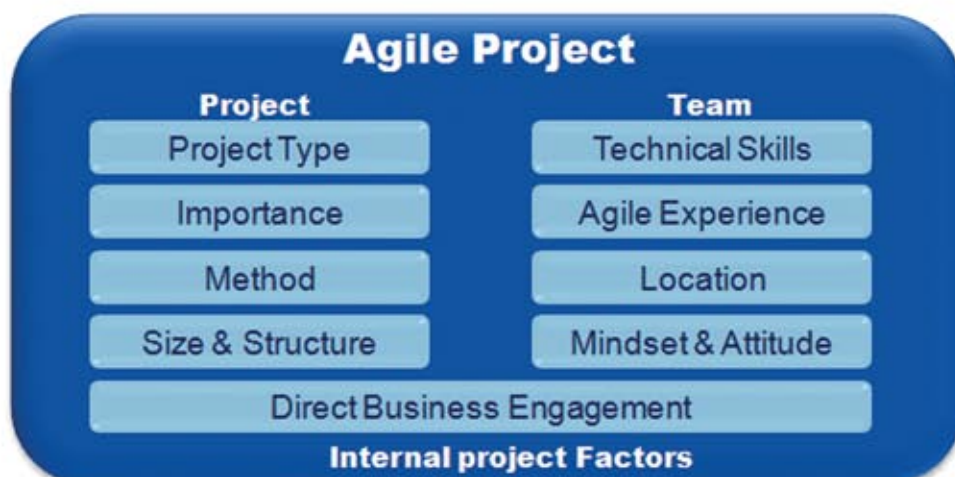 Agile Project
Project
Project Type
Importance
Method
Size & Structure
Team
Technical Skills
Agile Experience
Location
Mindset & Attitude
Direct Business Engagement
Internal project Factors